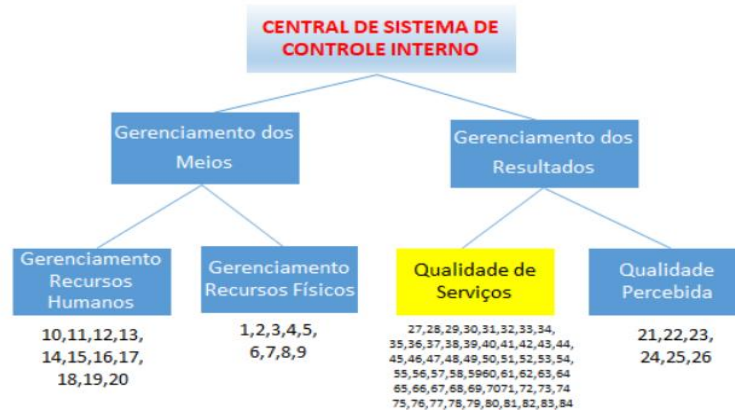 CENTRAL DE SISTEMA DE
CONTROLE INTERNO
Gerenciamento dos
Meios
Gerenciamento dos
Resultados
Gerenciamento
Recursos
Humanos
Gerenciamento
Recursos Físicos
Qualidade de
Serviços
Qualidade
Percebida
10,11,12,13,
14,15,16,17,
18,19,20
1,2,3,4,5,
6,7,8,9
27,28,29,30,31,32,33,34,
35,36,37,38,39,40,41,42,43,44,
45,46,47,48,49,50,51,52,53,54,
55,56,57,58,5960,61,62,63,64
65,66,67,68,69,7071,72,73,74
75,76,77,78,79,80,81,82,83,84
21,22,23,
24,25,26